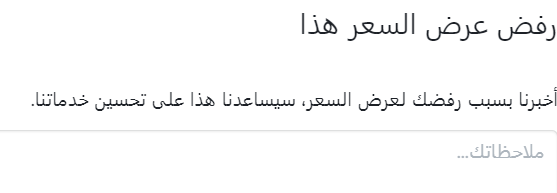 رفض عرض السعر هذا
أخبرنا بسبب رفضك لعرض السعر، سيساعدنا هذا على تحسين خدماتنا.
ملاحظاتك...